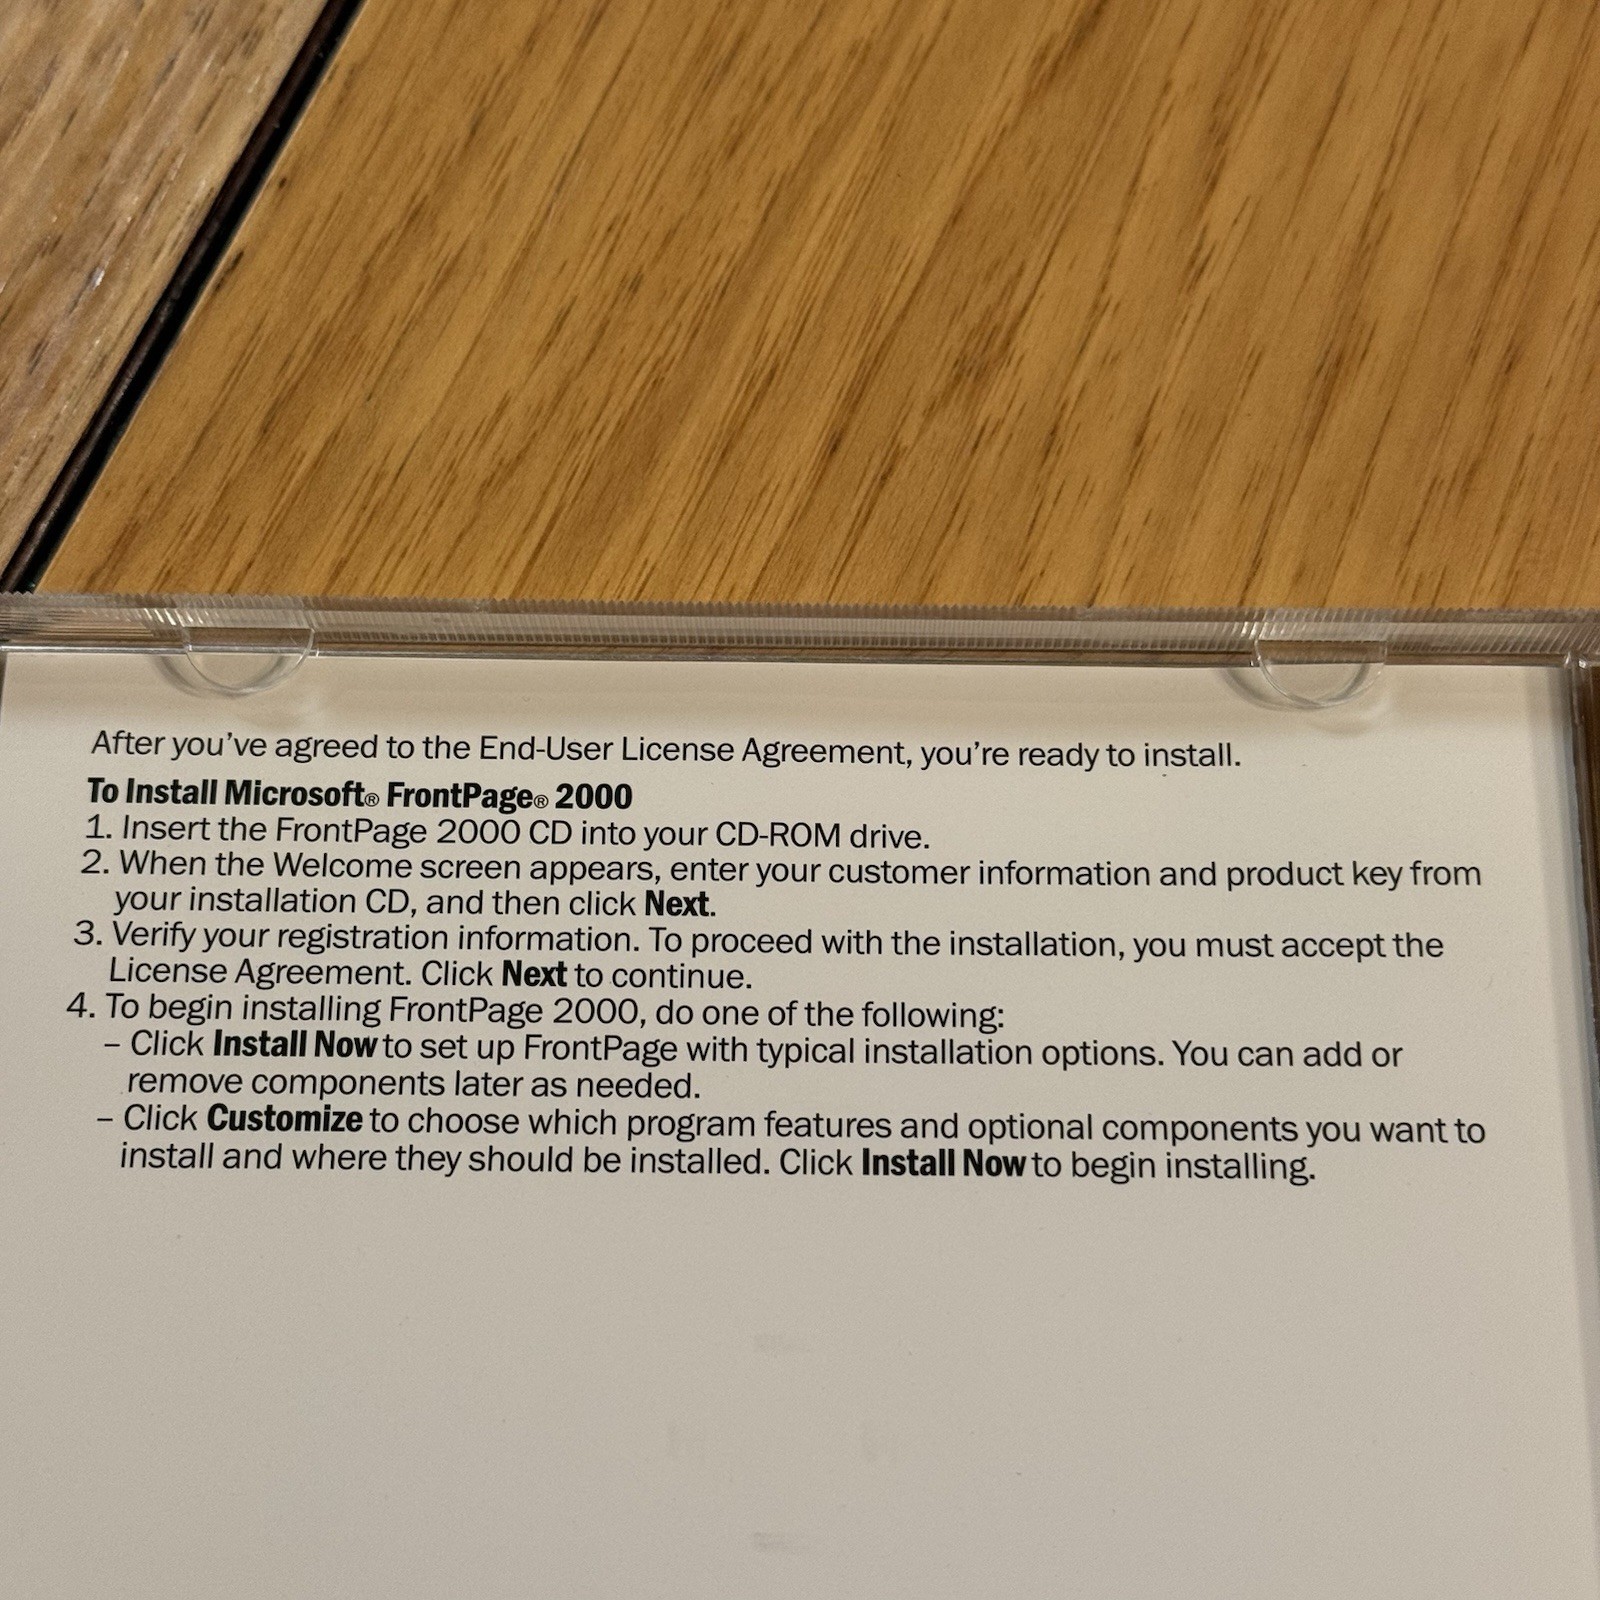 After you've agreed to the End-User License Agreement, you're ready to install.
To Install Microsoft® FrontPage® 2000
1. Insert the FrontPage 2000 CD into your CD-ROM drive.
2. When the Welcome screen appears, enter your customer information and product key from
your installation CD, and then click Next.
3. Verify your registration information. To proceed with the installation, you must accept the
License Agreement. Click Next to continue.
4. To begin installing FrontPage 2000, do one of the following:
– Click Install Now to set up FrontPage with typical installation options. You can add or
remove components later as needed.
– Click Customize to choose which program features and optional components you want to
install and where they should be installed. Click Install Now to begin installing.